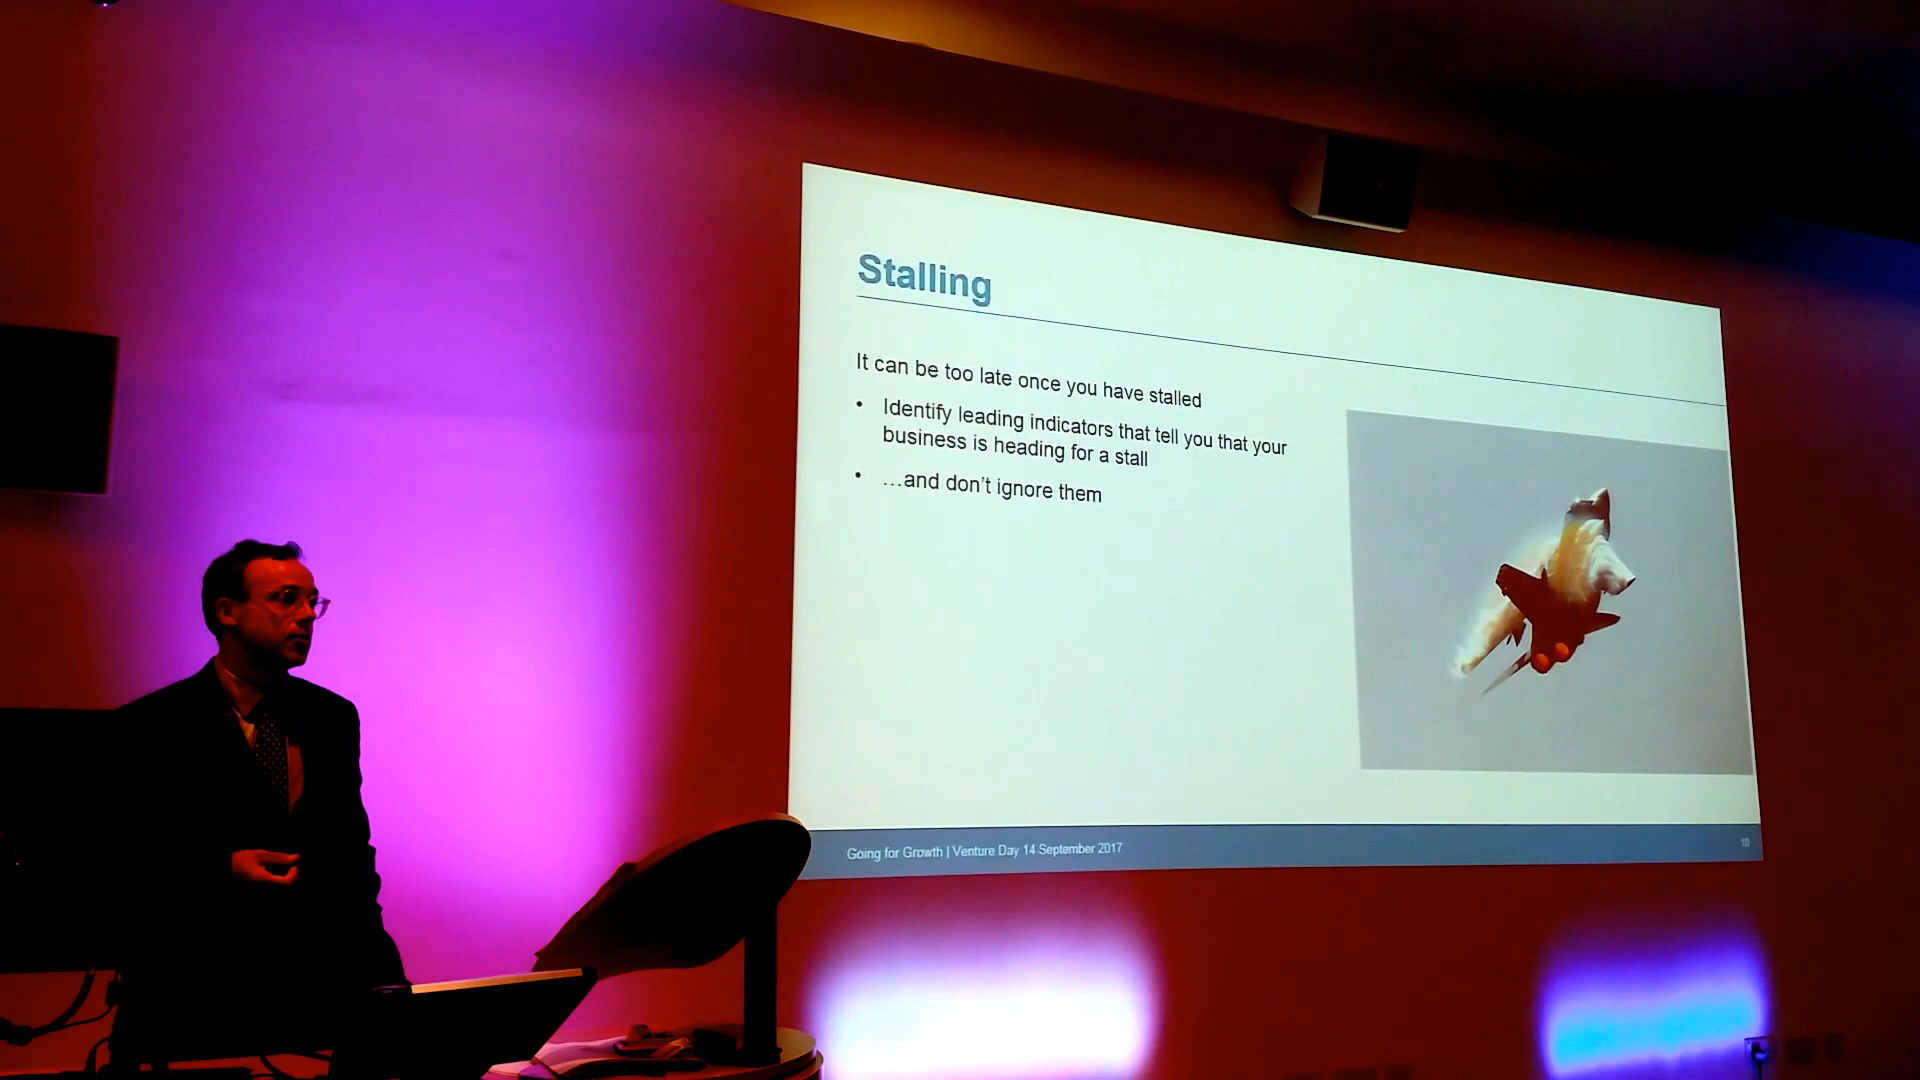 Stalling
It can be too late once you have stalled
• Identify leading indicators that tell you that your
business is heading for a stall
• …and don’t ignore them
Going for Growth | Venture Day 14 September 2017
10